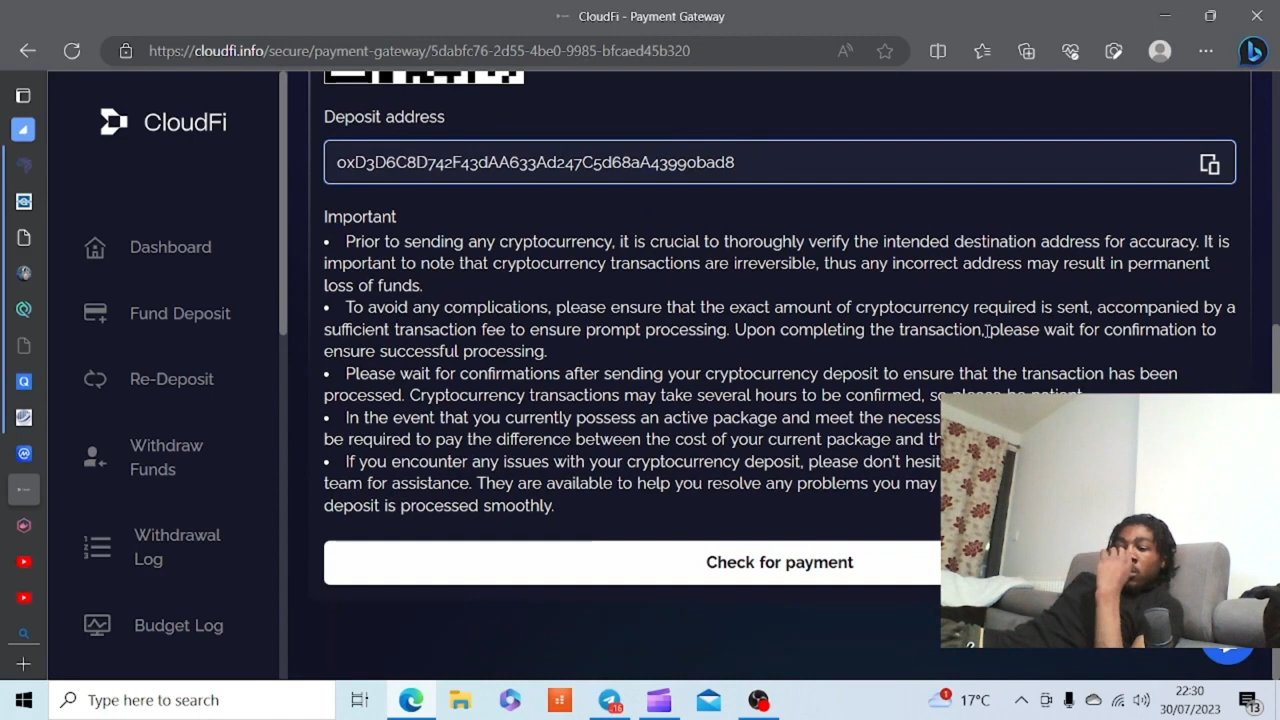 CloudFi - Payment Gateway
https://cloudfi.info/secure/payment-gateway/5dabfc76-2d55-4be0-9985-bfcaed45b320
CloudFi
Dashboard
Fund Deposit
Re-Deposit
Withdraw
Funds
Withdrawal
Log
Budget Log
Deposit address
0xD3D6C8D742F43dAA633Ad247C5d68aA43990bad8
Important
• Prior to sending any cryptocurrency, it is crucial to thoroughly verify the intended destination address for accuracy. It is
important to note that cryptocurrency transactions are irreversible, thus any incorrect address may result in permanent
loss of funds.
• To avoid any complications, please ensure that the exact amount of cryptocurrency required is sent, accompanied by a
sufficient transaction fee to ensure prompt processing. Upon completing the transaction, please wait for confirmation to
ensure successful processing.
• Please wait for confirmations after sending your cryptocurrency deposit to ensure that the transaction has been
processed. Cryptocurrency transactions may take several hours to be confirmed, so please be patient.
• In the event that you currently possess an active package and meet the
be required to pay the difference between the cost of your current package and
• If you encounter any issues with your cryptocurrency deposit, please don't
team for assistance. They are available to help you resolve any problems you may
deposit is processed smoothly.
Check for payment
Type here to search
-16
1
17°C
22:30
30/07/2023
13